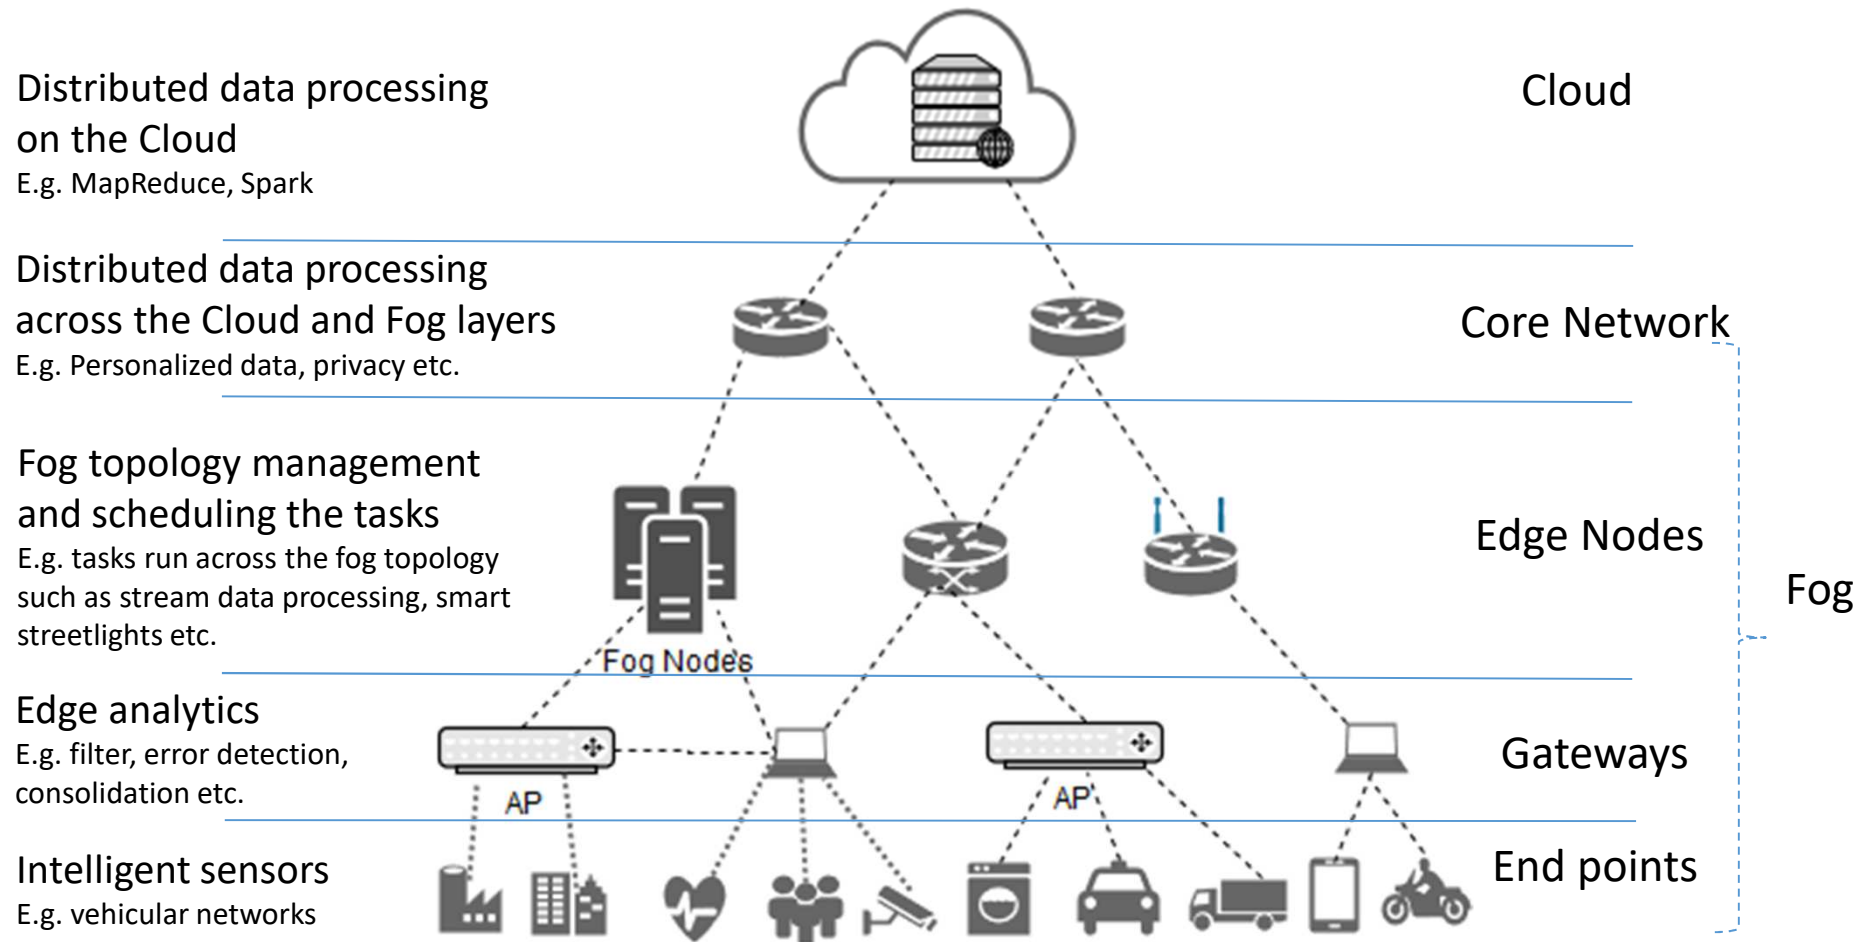 Distributed data processing
on the Cloud
E.g. MapReduce, Spark
Cloud
Distributed data processing
across the Cloud and Fog layers
E.g. Personalized data, privacy etc.
Core Network
Fog topology management
and scheduling the tasks
E.g. tasks run across the fog topology
such as stream data processing, smart
streetlights etc.
Fog Nodes
Edge Nodes
Fog
Edge analytics
E.g. filter, error detection,
consolidation etc.
AP
AP
Gateways
Intelligent sensors
E.g. vehicular networks
End points